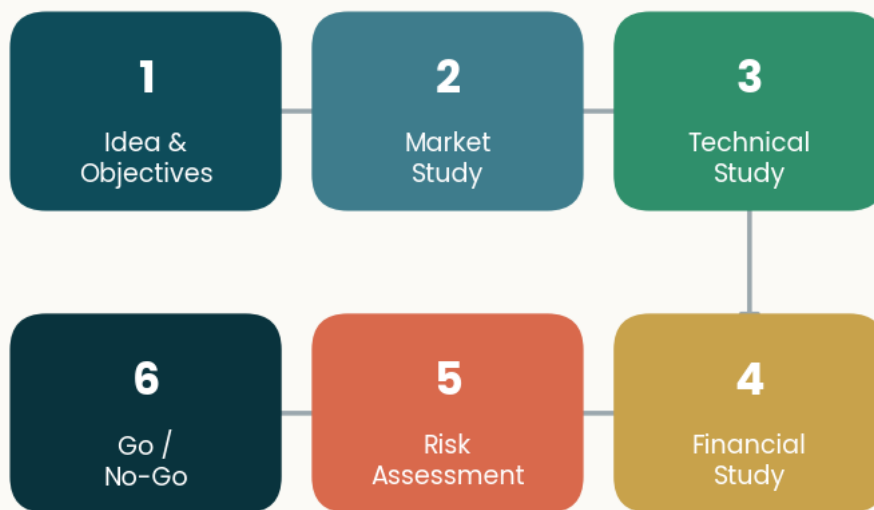 1
Idea &
Objectives
2
Market
Study
3
Technical
Study
4
Financial
Study
5
Risk
Assessment
6
Go /
No-Go